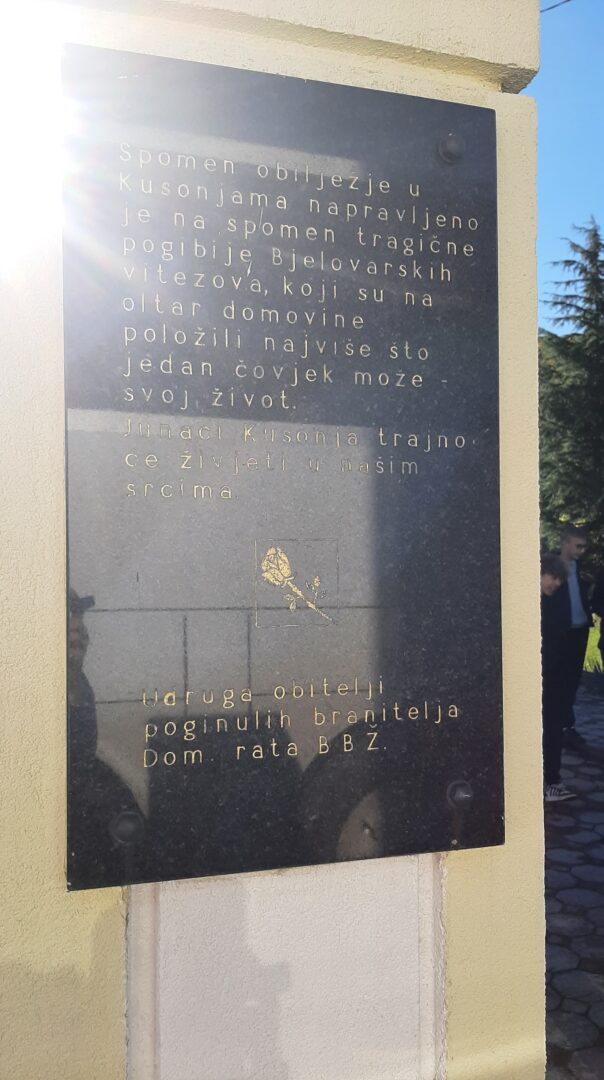 Spomen obilježje u
Kusonjama napravljeno
je na spomen tragične
pogibije Bjelovarskih
vitezova, koji su na
oltar domovine
položili najviše što
jedan čovjek može -
svoj život.
Junaci Kusonja trajno
će živjeti u našim
srcima.
Udruga obitelji
poginulih branitelja
Dom. rata BBŽ.